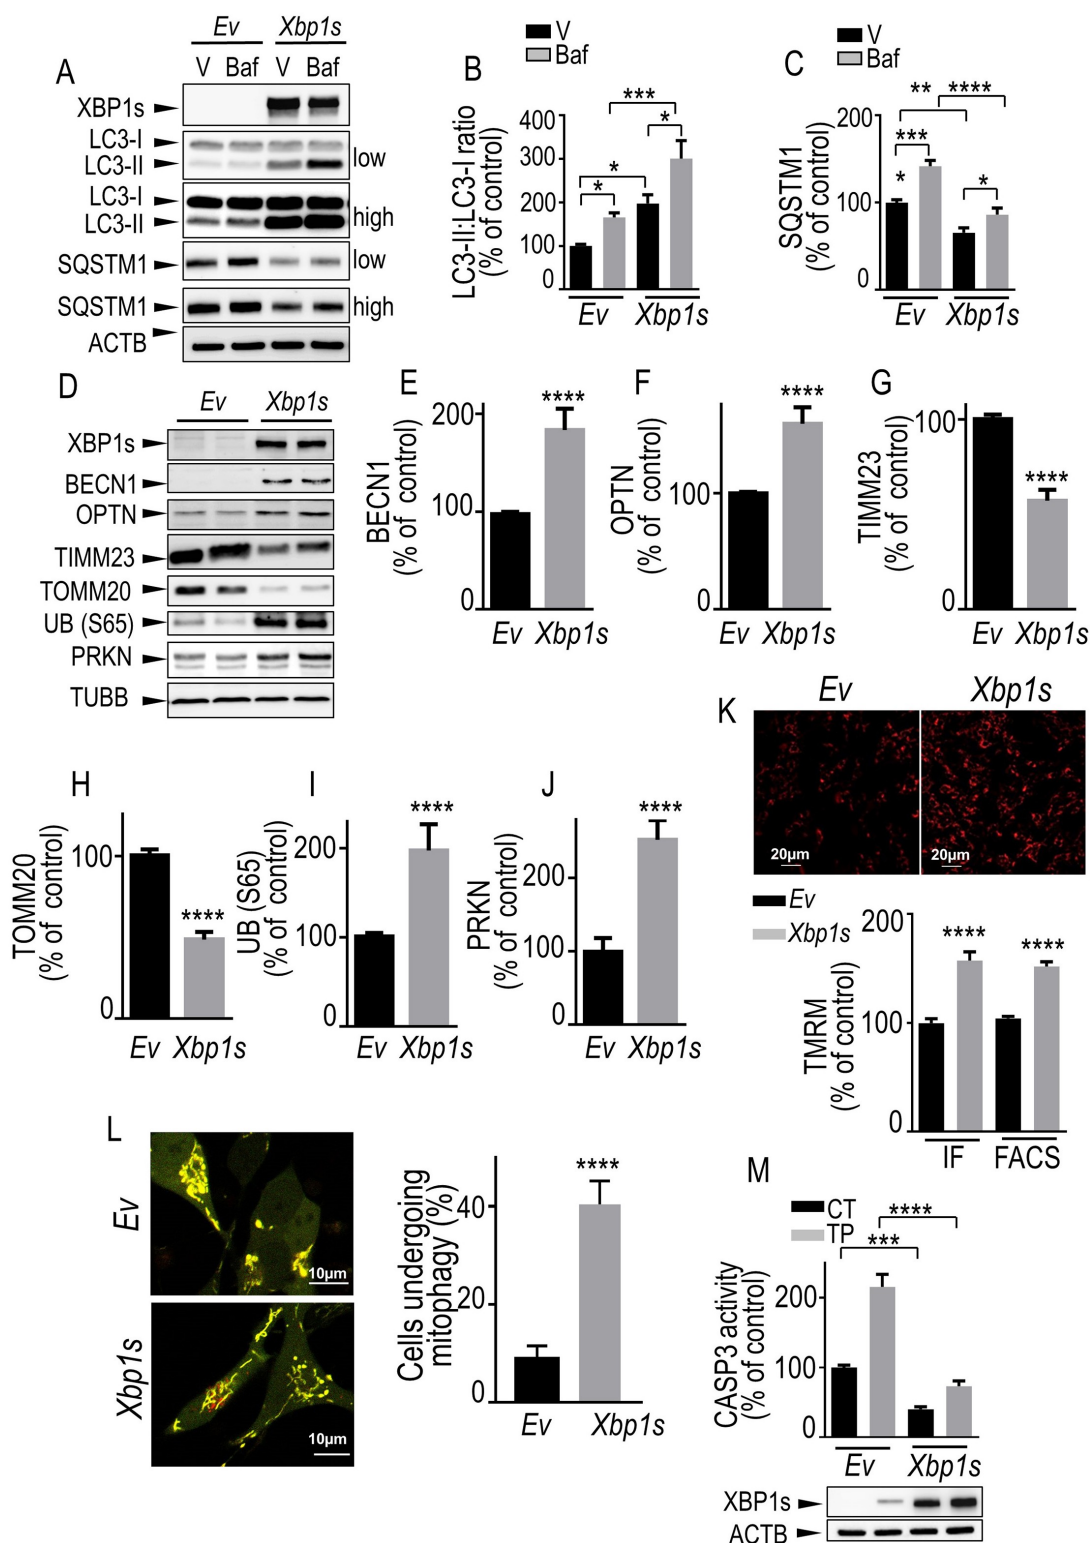 A
Ev Xbp1s
V Baf V Baf
XBP1s
LC3-I
LC3-II
low
LC3-I
LC3-II
high
SQSTM1
low
SQSTM1
high
ACTB
B
V
Baf
LC3-II:LC3-I ratio
(% of control)
400
300
200
100
0
*
*
***
*
Ev Xbp1s
C
V
Baf
SQSTM1
(% of control)
200
100
0
** ****
***
*
*
Ev Xbp1s
D
Ev Xbp1s
XBP1s
BECN1
OPTN
TIMM23
TOMM20
UB (S65)
PRKN
TUBB
E
BECN1
(% of control)
200
100
0
****
Ev Xbp1s
F
OPTN
(% of control)
100
0
****
Ev Xbp1s
G
TIMM23
(% of control)
100
0
****
Ev Xbp1s
H
TOMM20
(% of control)
100
0
****
Ev Xbp1s
I
UB (S65)
(% of control)
200
100
0
****
Ev Xbp1s
J
PRKN
(% of control)
200
100
0
****
Ev Xbp1s
K
Ev Xbp1s
20µm
20µm
Ev
Xbp1s
TMRM
(% of control)
200
100
0
**** ****
IF FACS
L
Ev
10µm
Xbp1s
10µm
Cells undergoing
mitophagy (%)
40
20
0
****
Ev Xbp1s
M
CT
TP
CASP3 activity
(% of control)
200
100
0
***
****
Ev Xbp1s
XBP1s
ACTB